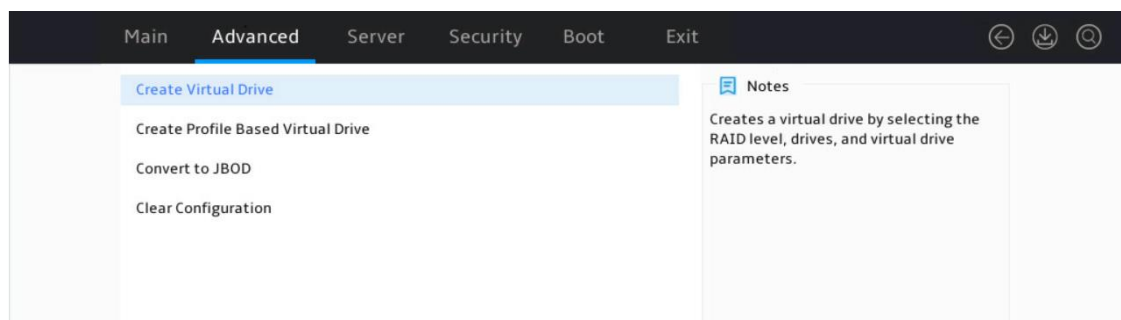 Main Advanced Server Security Boot Exit
Create Virtual Drive
Create Profile Based Virtual Drive
Convert to JBOD
Clear Configuration
Notes
Creates a virtual drive by selecting the
RAID level, drives, and virtual drive
parameters.